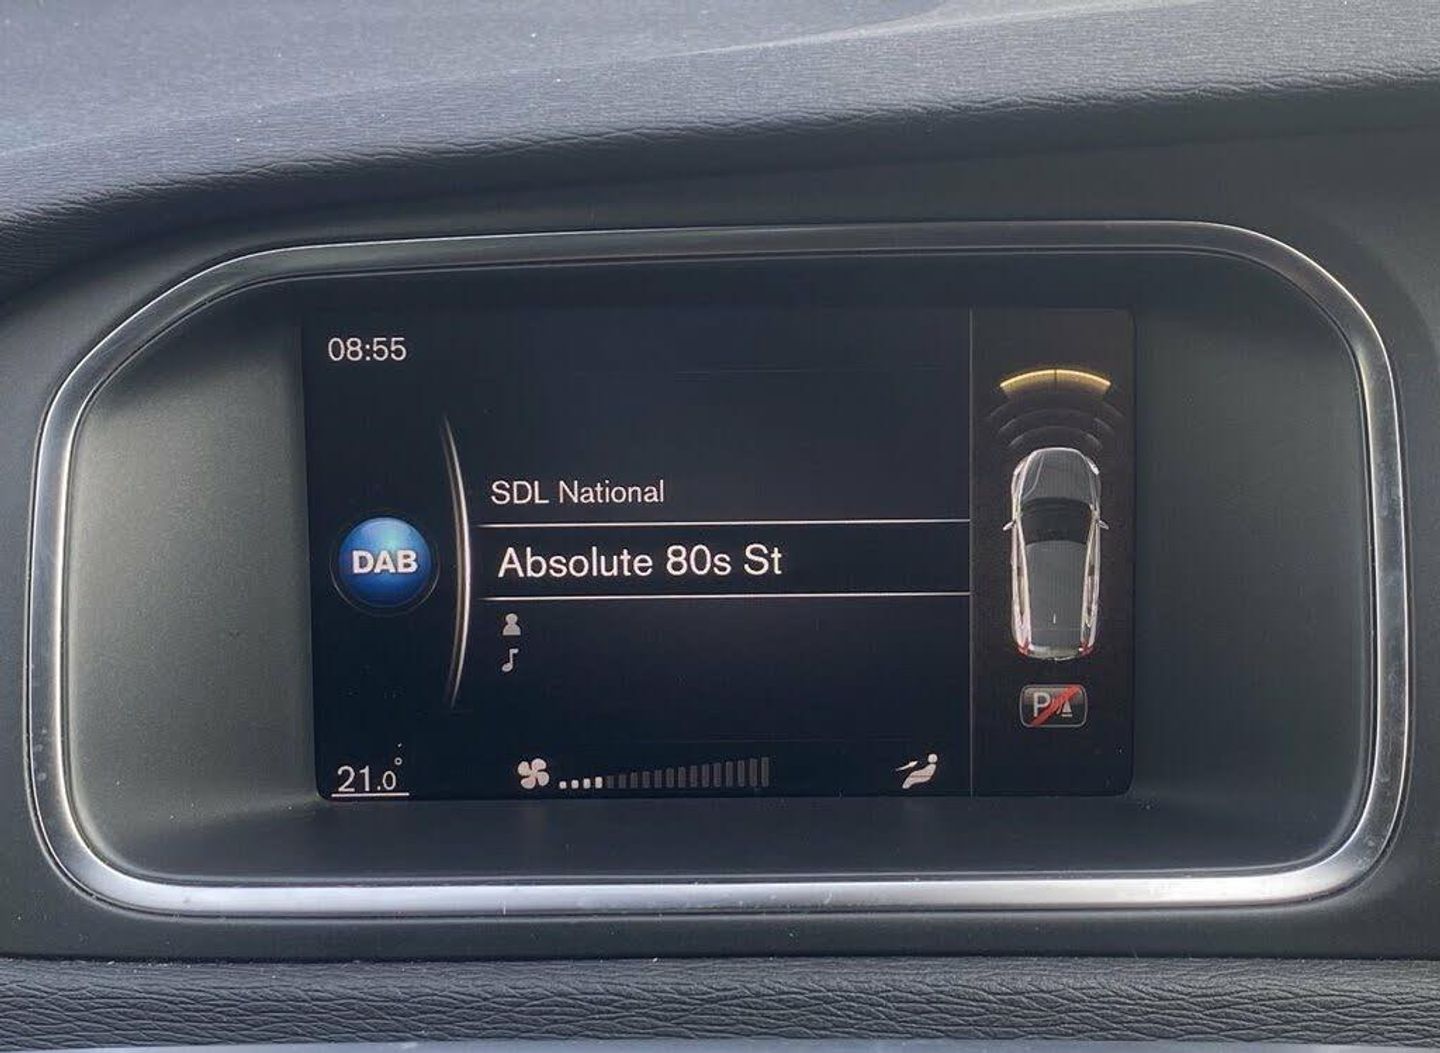 08:55
SDL National
DAB
Absolute 80s St
P
21.0°